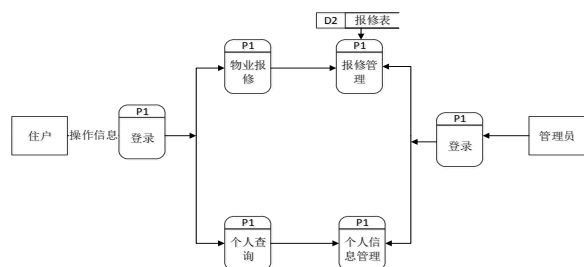 D2 报修表
P1
物业报
修
P1
报修管
理
住户
操作信息
P1
登录
P1
登录
管理员
P1
个人查
询
P1
个人信
息管理